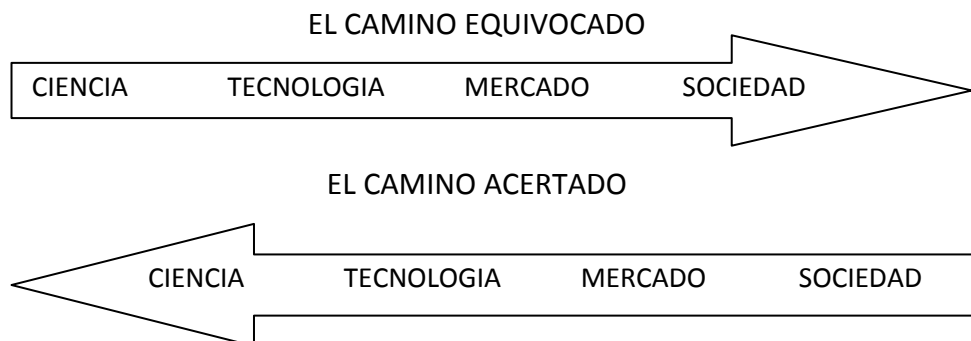 EL CAMINO EQUIVOCADO
CIENCIA TECNOLOGIA MERCADO SOCIEDAD
EL CAMINO ACERTADO
CIENCIA TECNOLOGIA MERCADO SOCIEDAD